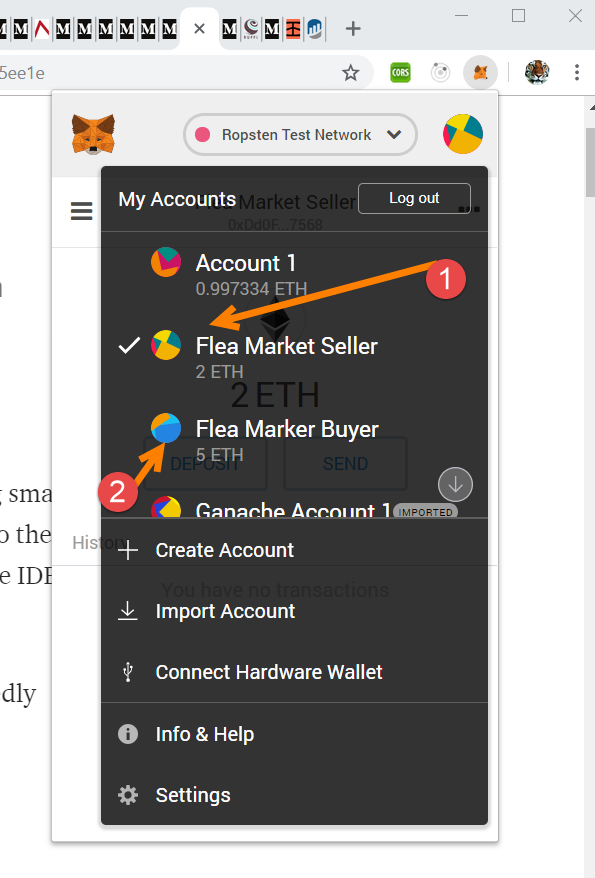 5ee1e
CORS
Ropsten Test Network
My Accounts
Log out
Market Seller
0xDd0F...7568
Account 1
0.997334 ETH
1
Flea Market Seller
2 ETH
2 ETH
Flea Marker Buyer
5 ETH
DEPOSIT
SEND
2
Ganache Account 1
IMPORTED
g sma
o the
e IDE
edly
History
Create Account
You have no transactions
Import Account
Connect Hardware Wallet
Info & Help
Settings